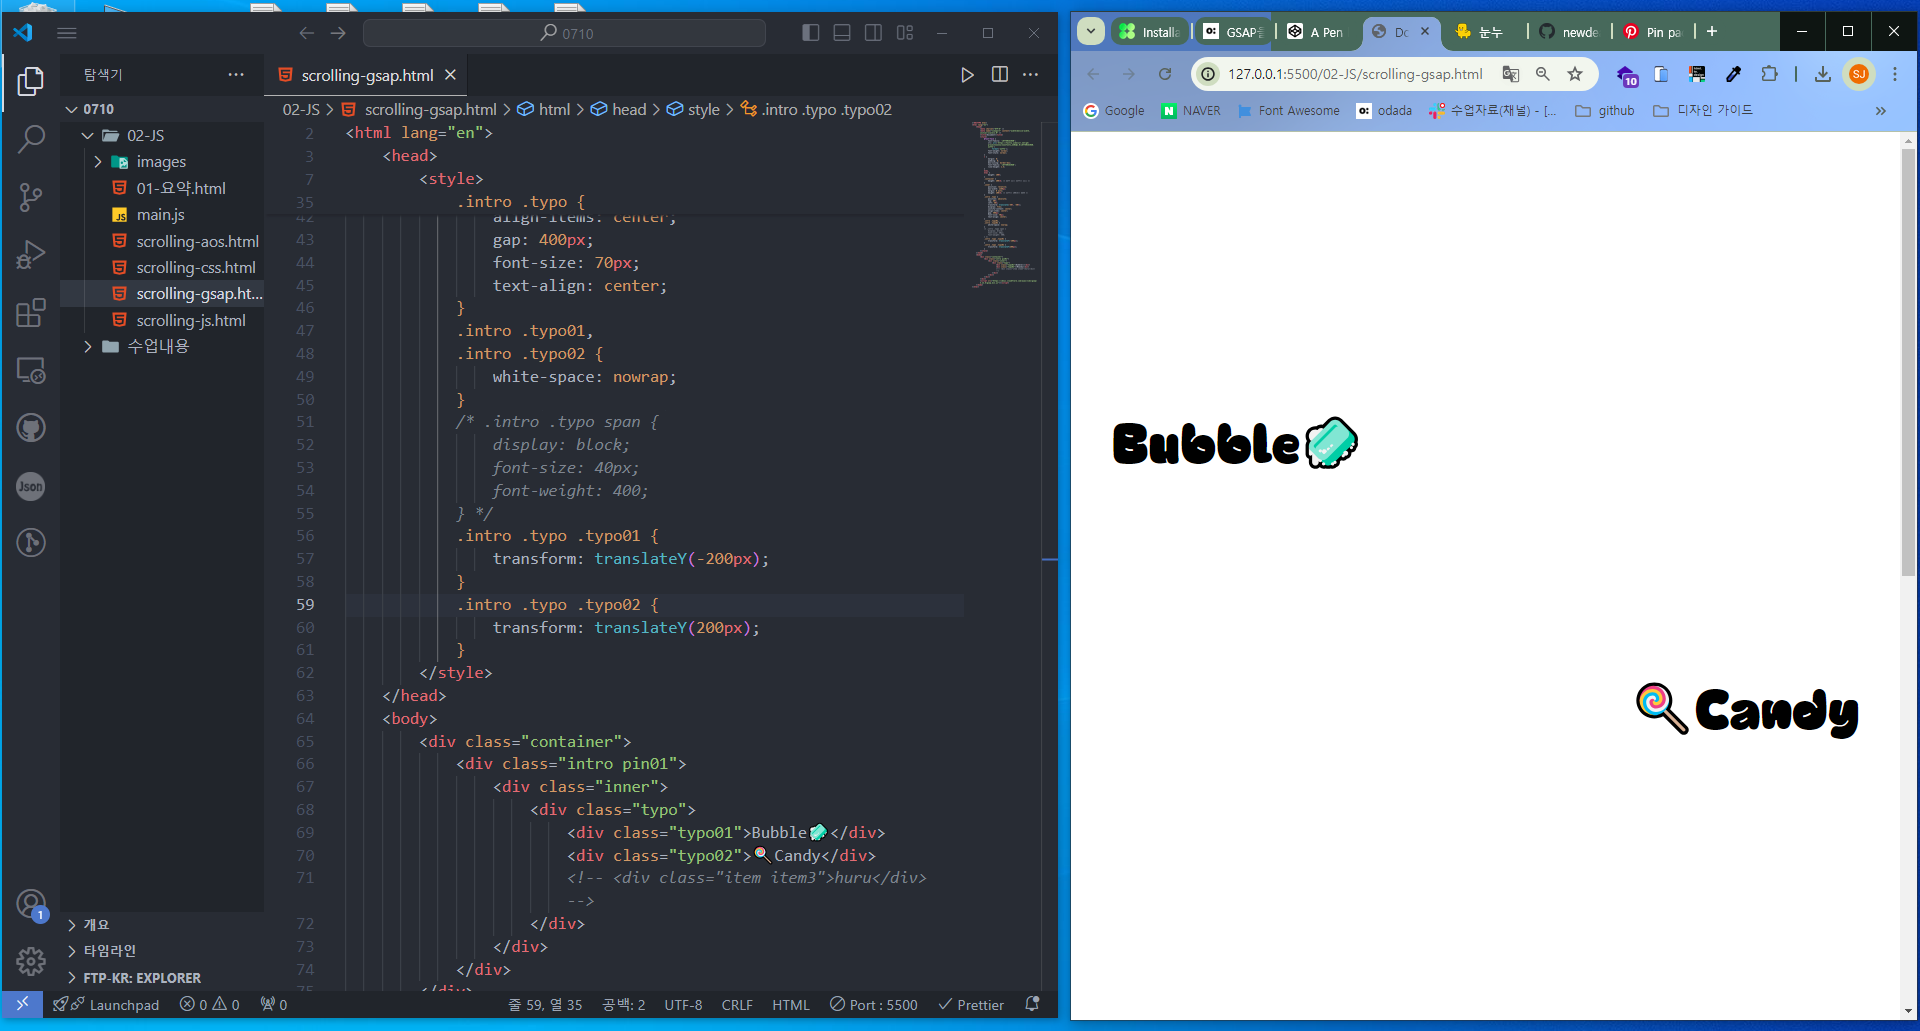 0710
탐색기
0710
02-JS
images
01-요약.html
main.js
scrolling-aos.html
scrolling-css.html
scrolling-gsap.ht...
scrolling-js.html
수업내용
개요
타임라인
FTP-KR: EXPLORER
scrolling-gsap.html
02-JS > scrolling-gsap.html > html > head > style > .intro .typo .typo02
2 <html lang="en">
3 <head>
7 <style>
35 .intro .typo {
42 align-items: center;
43 gap: 400px;
44 font-size: 70px;
45 text-align: center;
46 }
47 .intro .typo01,
48 .intro .typo02 {
49 white-space: nowrap;
50 }
51 /* .intro .typo span {
52 display: block;
53 font-size: 40px;
54 font-weight: 400;
55 } */
56 .intro .typo .typo01 {
57 transform: translateY(-200px);
58 }
59 .intro .typo .typo02 {
60 transform: translateY(200px);
61 }
62 </style>
63 </head>
64 <body>
65 <div class="container">
66 <div class="intro pin01">
67 <div class="inner">
68 <div class="typo">
69 <div class="typo01">Bubble🧼</div>
70 <div class="typo02">🍭Candy</div>
71 <!-- <div class="item item3">huru</div>
-->
72 </div>
73 </div>
74 </div>
75 </div>
Json
1
Launchpad 0 0 0 줄 59, 열 35 공백: 2 UTF-8 CRLF HTML Port : 5500 Prettier
Installa GSAP를 A Pen Do 눈누 newde Pin pa
127.0.0.1:5500/02-JS/scrolling-gsap.html
10
SJ
Google NAVER Font Awesome odada 수업자료(채널) - [... github 디자인 가이드
Bubble🧼
🍭Candy